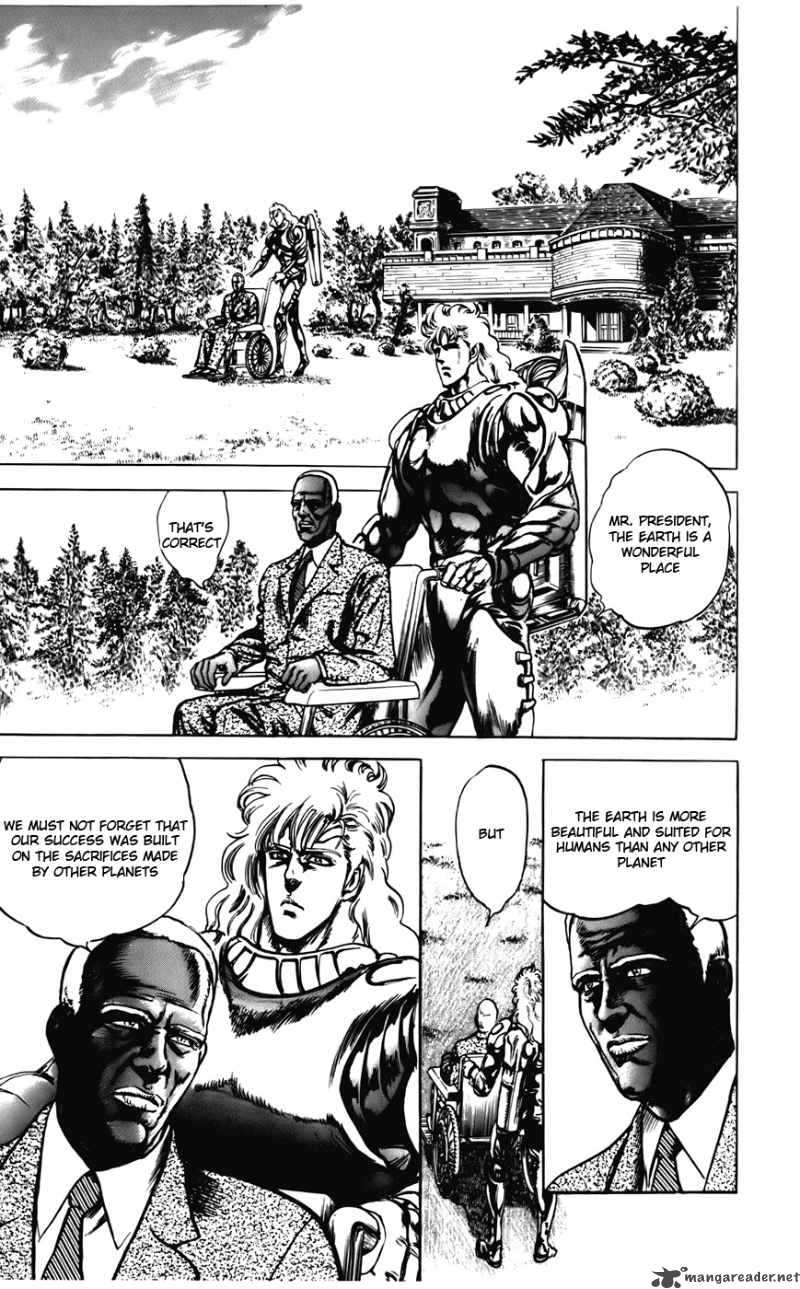 MR. PRESIDENT,
THE EARTH IS A
WONDERFUL
PLACE
THAT'S
CORRECT
THE EARTH IS MORE
BEAUTIFUL AND SUITED FOR
HUMANS THAN ANY OTHER
PLANET
BUT
WE MUST NOT FORGET THAT
OUR SUCCESS WAS BUILT
ON THE SACRIFICES MADE
BY OTHER PLANETS
mangareader.net